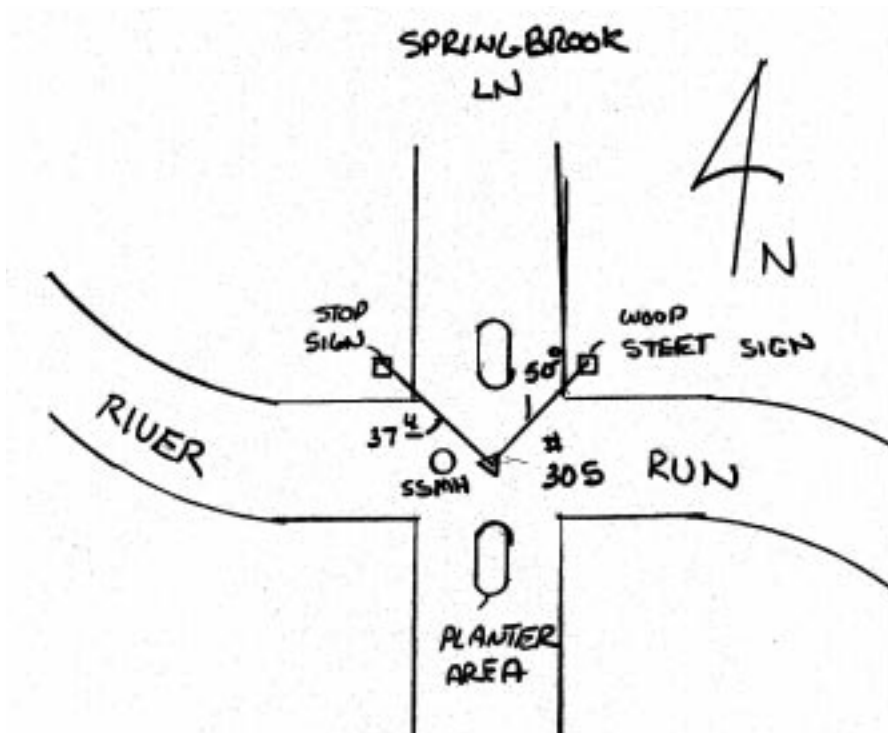 SPRINGBROOK
LN
N
STOP
SIGN
WOOD
STEET SIGN
50°
37 4
RIVER
SSMH
#
305
RUN
PLANTER
AREA